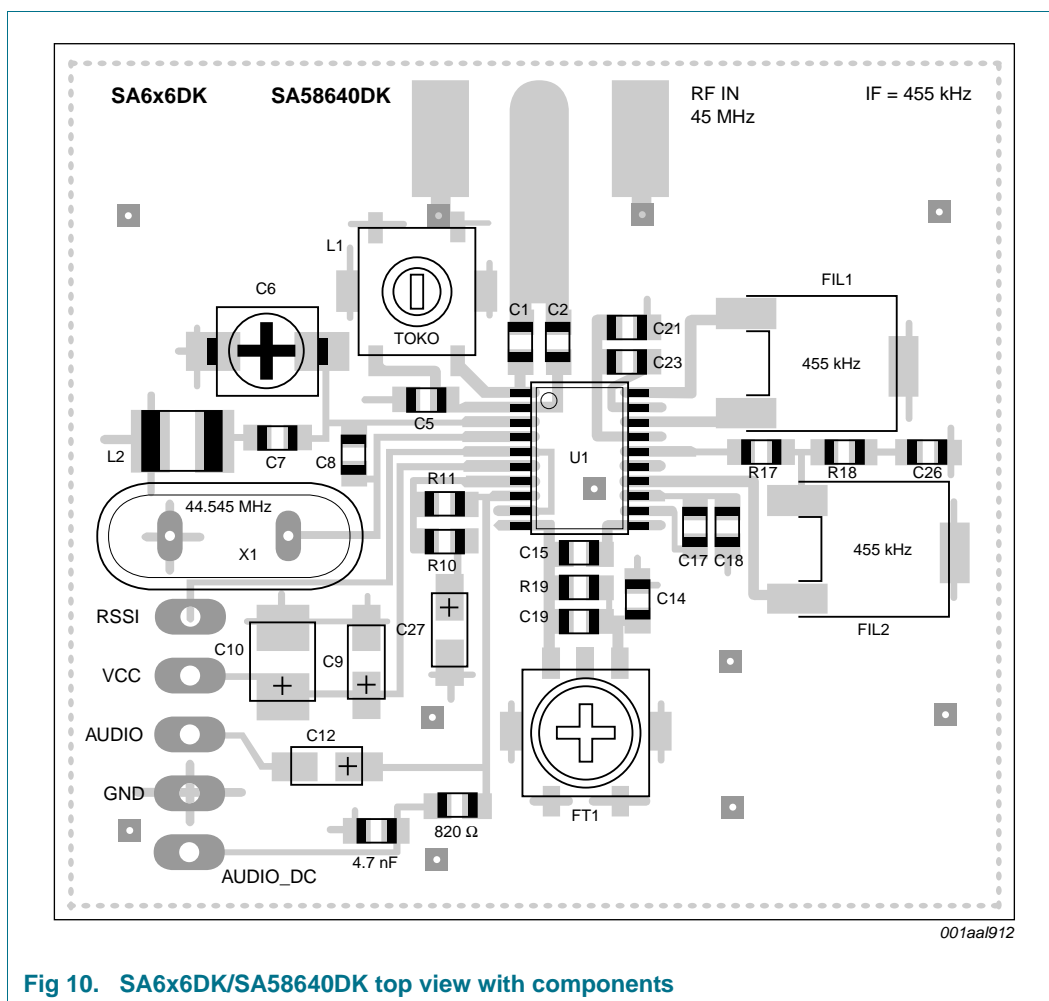 SA6x6DK SA58640DK RF IN IF = 455 kHz
45 MHz
L1
C6
FIL1
C1 C2
C21
TOKO
C23
455 kHz
C5
L2
C7
C8
U1
R17 R18 C26
R11
44.545 MHz
X1
R10
C15
C17 C18
455 kHz
R19
C14
RSSI
C19
C27
FIL2
C10
C9
VCC
AUDIO
C12
GND
FT1
820 Ω
4.7 nF
AUDIO_DC
001aal912
Fig 10. SA6x6DK/SA58640DK top view with components